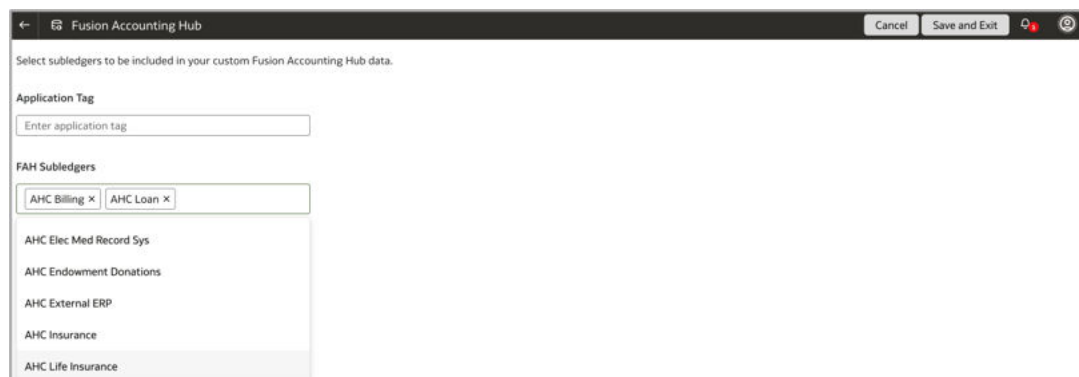 Fusion Accounting Hub
Cancel Save and Exit
Select subledgers to be included in your custom Fusion Accounting Hub data.
Application Tag
Enter application tag
FAH Subledgers
AHC Billing × AHC Loan ×
AHC Elec Med Record Sys
AHC Endowment Donations
AHC External ERP
AHC Insurance
AHC Life Insurance